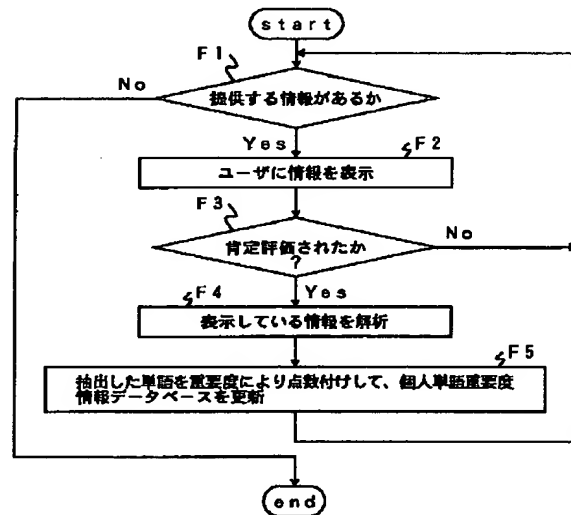 start
F1
No
提供する情報があるか
Yes
F2
ユーザに情報を表示
F3
肯定評価されたか
?
No
F4
Yes
表示している情報を解析
F5
抽出した単語を重要度により点数付けして、個人単語重要度
情報データベースを更新
end